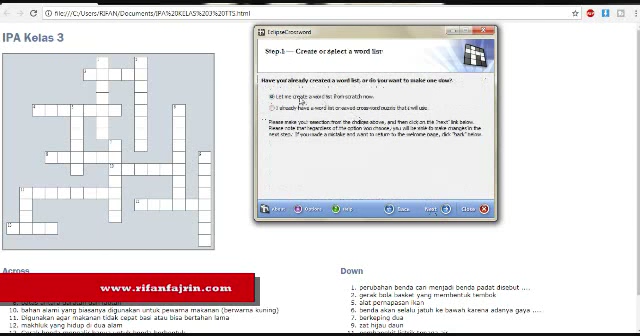 file:///C:/Users/RIFAN/Documents/IPA%20KELAS%203%20TTS.html
IPA Kelas 3
EclipseCrossword
Step 1 — Create or select a word list
Have you already created a word list, or do you want to make one now?
Let me create a word list from scratch now.
I already have a word list or saved crossword puzzle that I will use.
Please make your selection from the choices above, and then click on the "next" link below.
Please note that regardless of the option you choose, you will be able to make changes in the
next step. If you made a mistake and want to return to the welcome page, click "back" below.
About
Options
Help
Back
Next
Close
Across
www.rifanfajrin.com
10. bahan alami yang biasanya digunakan untuk pewarna makanan (berwarna kuning)
11. Digunakan agar makanan tidak cepat basi atau bisa bertahan lama
12. makhluk yang hidup di dua alam
Down
1. perubahan benda cair menjadi benda padat disebut ....
2. gerak bola basket yang membentuk tembok
5. alat pernapasan ikan
6. benda akan selalu jatuh ke bawah karena adanya gaya ....
7. berkeping dua
9. zat hijau daun